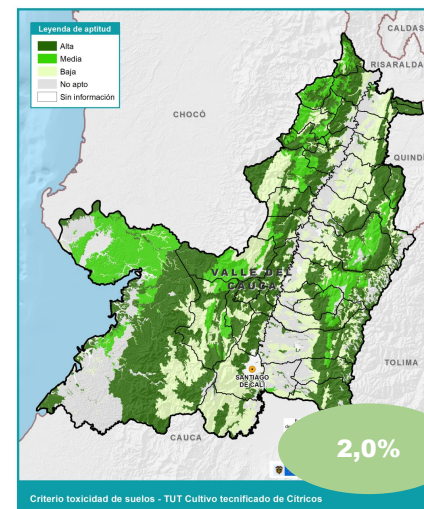 Leyenda de aptitud
Alta
Media
Baja
No apto
Sin información
CALDAS
RISARALDA
CHOCÓ
QUINDÍ
VALLE DEL
CAUCA
SANTIAGO
DE CALI
TOLIMA
CAUCA
2,0%
Criterio toxicidad de suelos - TUT Cultivo tecnificado de Cítricos